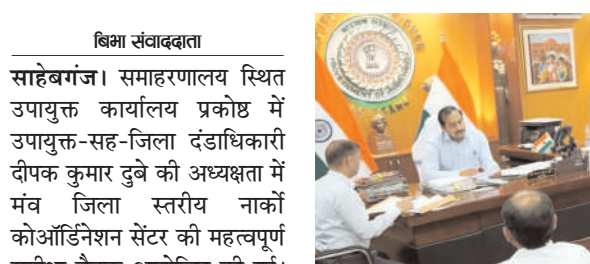 बिभा संवाददाता
साहेबगंज। समाहरणालय स्थित
उपायुक्त कार्यालय प्रकोष्ठ में
उपायुक्त-सह-जिला दंडाधिकारी
दीपक कुमार दुबे की अध्यक्षता में
मंव जिला स्तरीय नार्को
कोऑर्डिनेशन सेंटर की महत्वपूर्ण